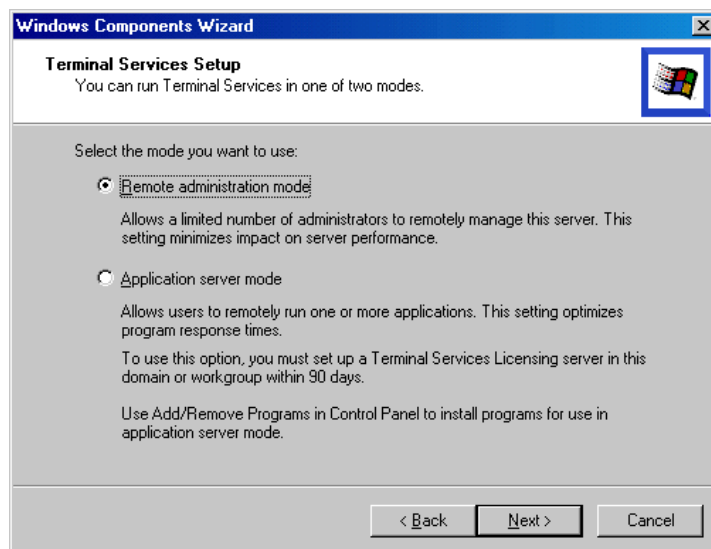 Windows Components Wizard
Terminal Services Setup
You can run Terminal Services in one of two modes.
Select the mode you want to use:
Remote administration mode
Allows a limited number of administrators to remotely manage this server. This
setting minimizes impact on server performance.
Application server mode
Allows users to remotely run one or more applications. This setting optimizes
program response times.
To use this option, you must set up a Terminal Services Licensing server in this
domain or workgroup within 90 days.
Use Add/Remove Programs in Control Panel to install programs for use in
application server mode.
< Back Next > Cancel